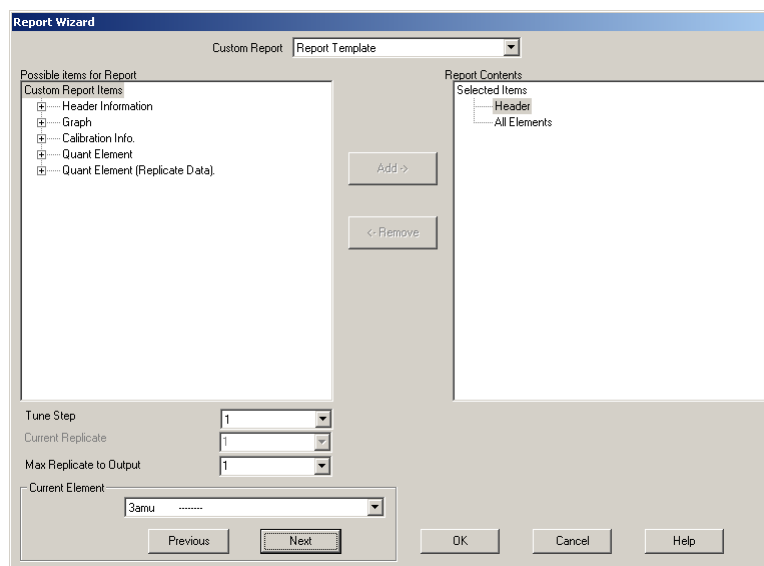 Report Wizard
Custom Report Report Template
Possible items for Report
Custom Report Items
Header Information
Graph
Calibration Info.
Quant Element
Quant Element (Replicate Data).
Add ->
<- Remove
Report Contents
Selected Items
Header
All Elements
Tune Step 1
Current Replicate 1
Max Replicate to Output 1
Current Element
3amu --------
Previous Next OK Cancel Help